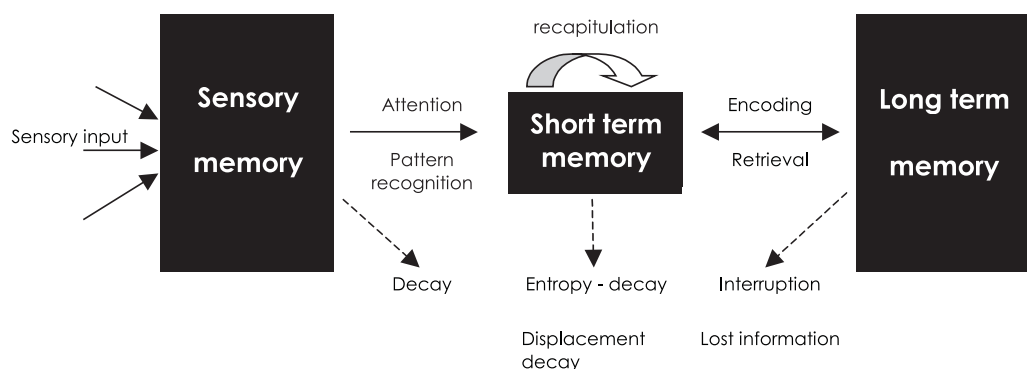 recapitulation
Sensory input
Sensory
memory
Attention
Pattern
recognition
Short term
memory
Encoding
Retrieval
Long term
memory
Decay
Entropy - decay
Displacement
decay
Interruption
Lost information